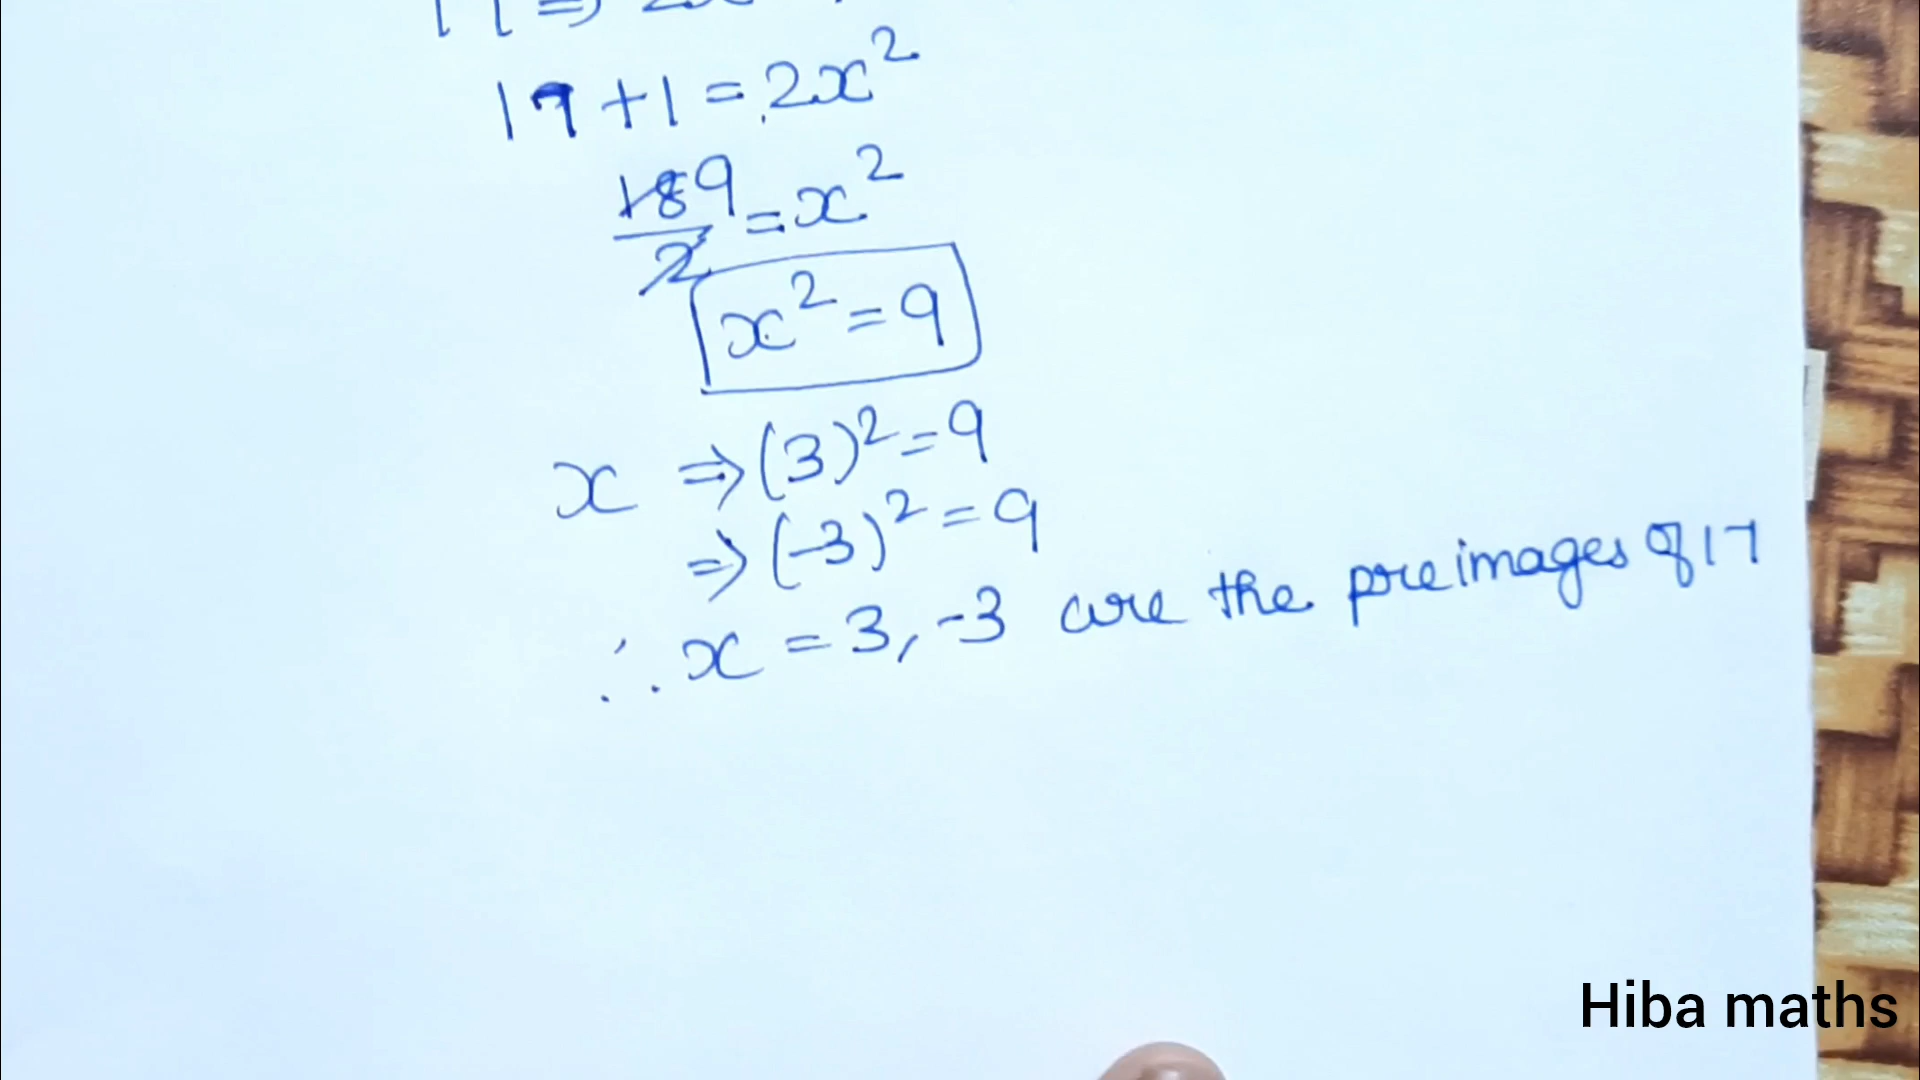 17 + 1 = 2x²
18 9 / 2 = x²
x² = 9
x ⇒ (3)² = 9
⇒ (-3)² = 9
∴ x = 3, -3 are the preimages of 17
Hiba maths